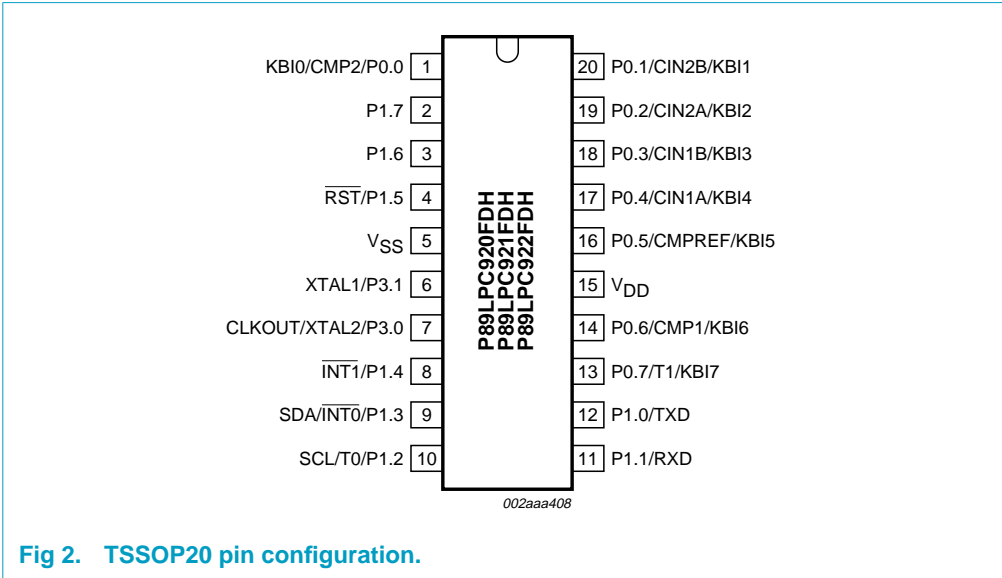 KBI0/CMP2/P0.0 1
P1.7 2
P1.6 3
R̅S̅T̅/P1.5 4
VSS 5
XTAL1/P3.1 6
CLKOUT/XTAL2/P3.0 7
I̅N̅T̅1̅/P1.4 8
SDA/I̅N̅T̅0̅/P1.3 9
SCL/T0/P1.2 10
P89LPC920FDH
P89LPC921FDH
P89LPC922FDH
20 P0.1/CIN2B/KBI1
19 P0.2/CIN2A/KBI2
18 P0.3/CIN1B/KBI3
17 P0.4/CIN1A/KBI4
16 P0.5/CMPREF/KBI5
15 VDD
14 P0.6/CMP1/KBI6
13 P0.7/T1/KBI7
12 P1.0/TXD
11 P1.1/RXD
002aaa408
Fig 2. TSSOP20 pin configuration.